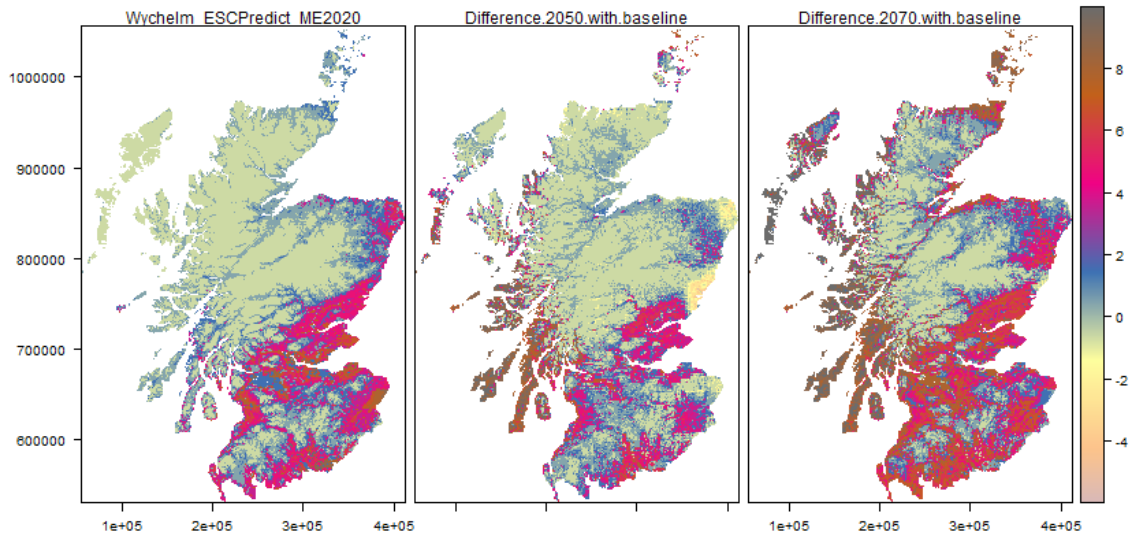 Wychelm_ESCPredict_ME2020
Difference.2050.with.baseline
Difference.2070.with.baseline
1000000
900000
800000
700000
600000
8
6
4
2
0
-2
-4
1e+05
2e+05
3e+05
4e+05
1e+05
2e+05
3e+05
4e+05